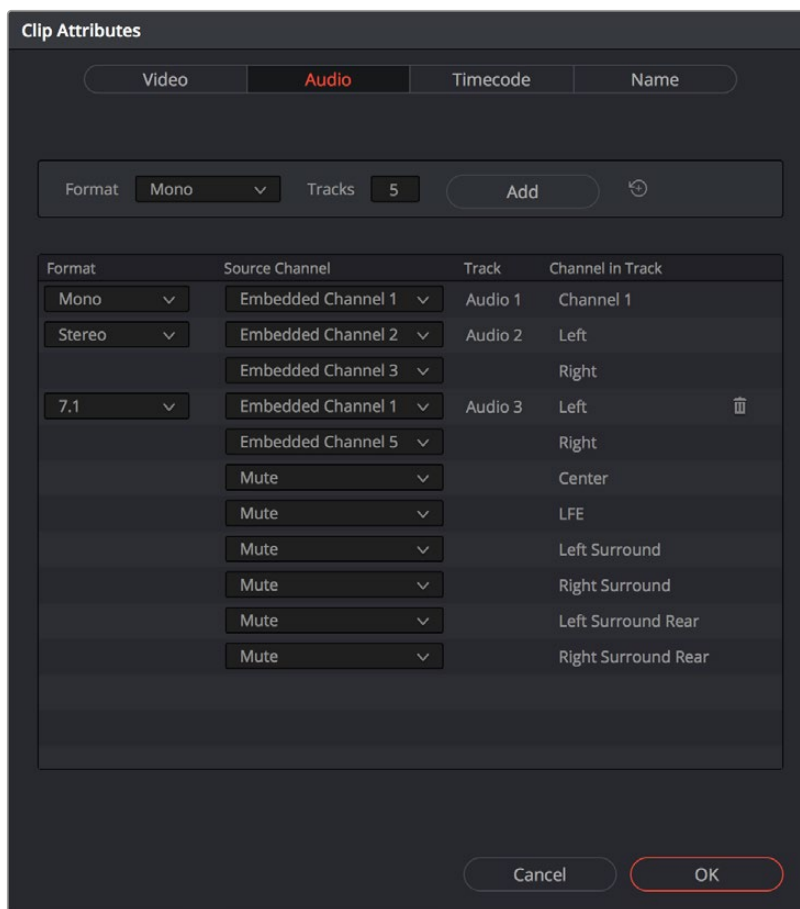 Clip Attributes
Video Audio Timecode Name
Format Mono Tracks 5 Add
Format Source Channel Track Channel in Track
Mono Embedded Channel 1 Audio 1 Channel 1
Stereo Embedded Channel 2 Audio 2 Left
Embedded Channel 3 Right
7.1 Embedded Channel 1 Audio 3 Left
Embedded Channel 5 Right
Mute Center
Mute LFE
Mute Left Surround
Mute Right Surround
Mute Left Surround Rear
Mute Right Surround Rear
Cancel OK